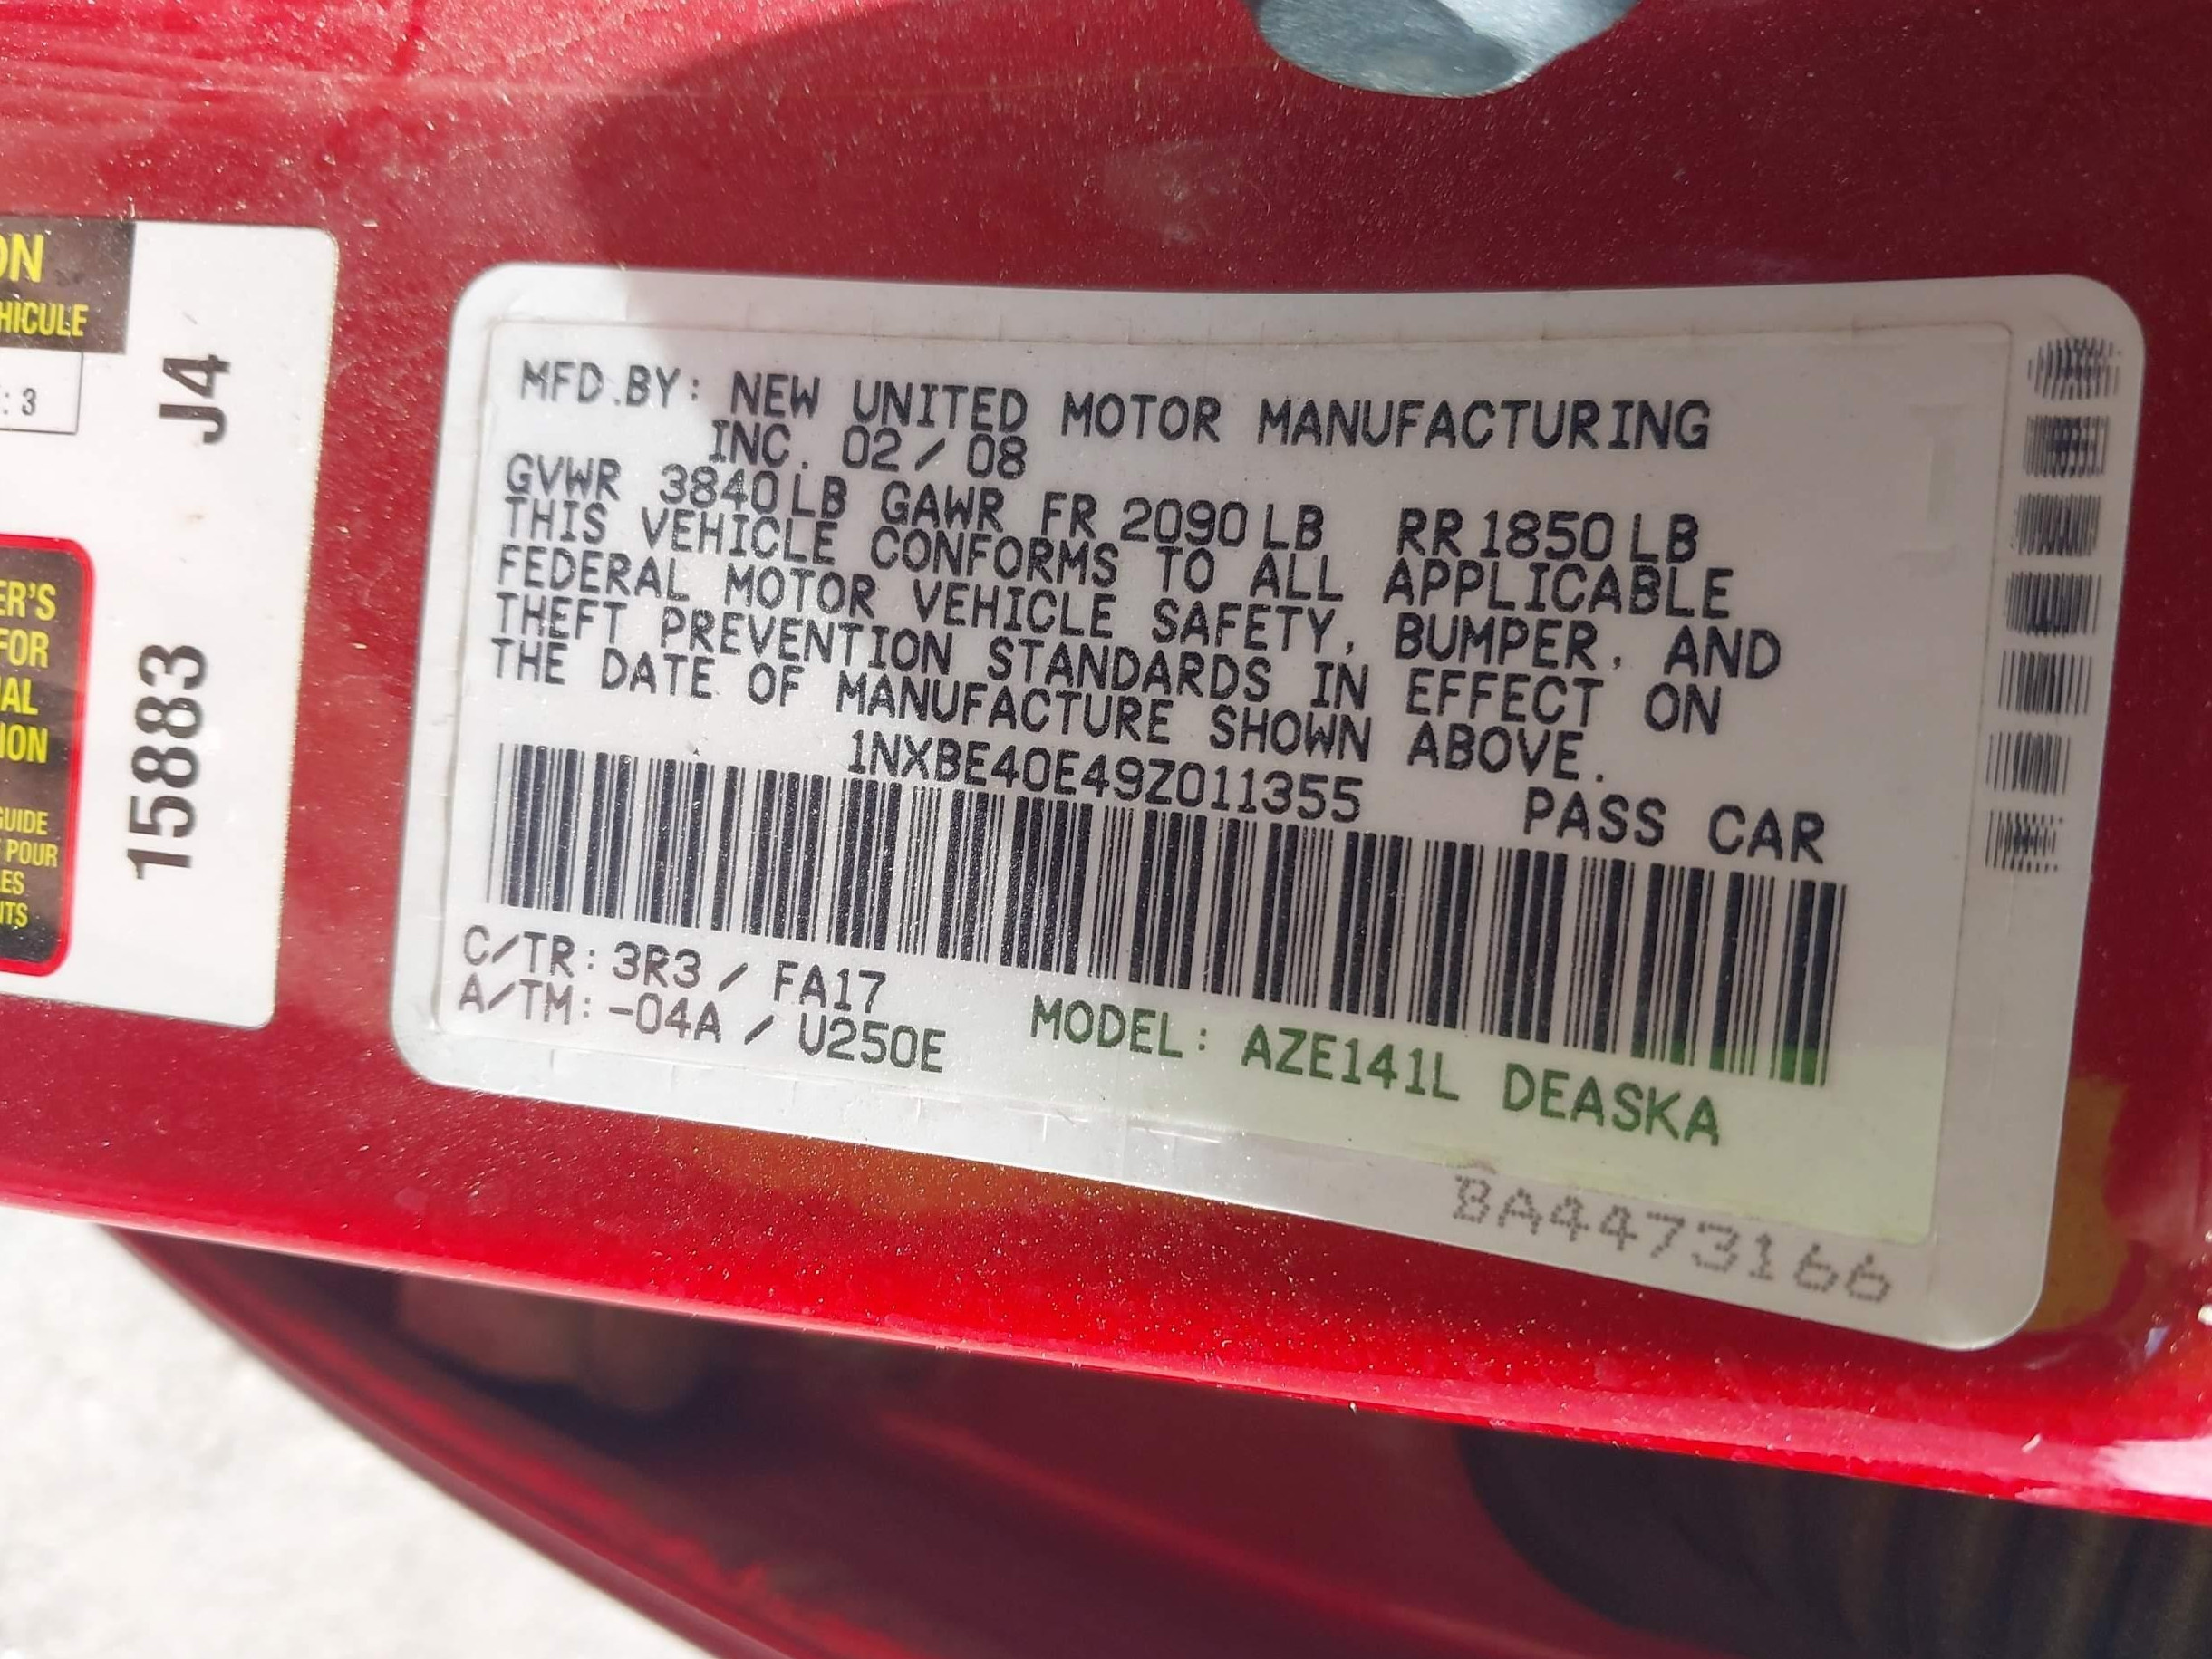 ON
HICULE
: 3
J4
ER'S
FOR
IAL
ION
GUIDE
POUR
ES
ITS
15883
MFD.BY: NEW UNITED MOTOR MANUFACTURING
INC. 02/08
GVWR 3840LB GAWR FR 2090LB RR1850LB
THIS VEHICLE CONFORMS TO ALL APPLICABLE
FEDERAL MOTOR VEHICLE SAFETY, BUMPER, AND
THEFT PREVENTION STANDARDS IN EFFECT ON
THE DATE OF MANUFACTURE SHOWN ABOVE.
1NXBE40E49Z011355 PASS CAR
C/TR: 3R3 / FA17
A/TM: -04A / U250E
MODEL: AZE141L DEASKA
BA4473166